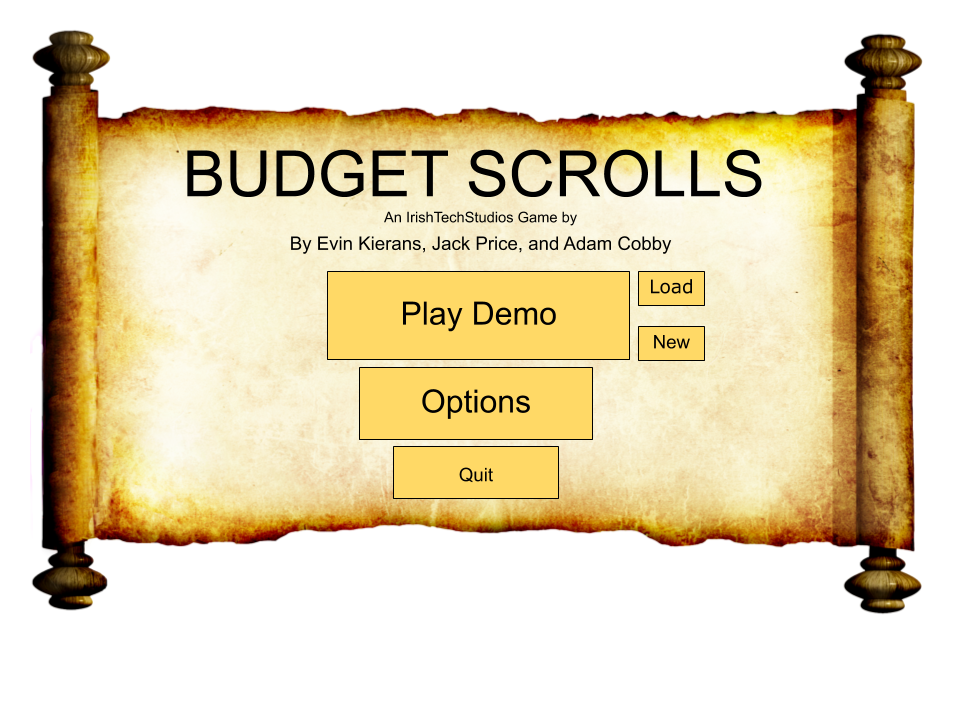 BUDGET SCROLLS
An IrishTechStudios Game by
By Evin Kierans, Jack Price, and Adam Cobby
Play Demo
Load
New
Options
Quit